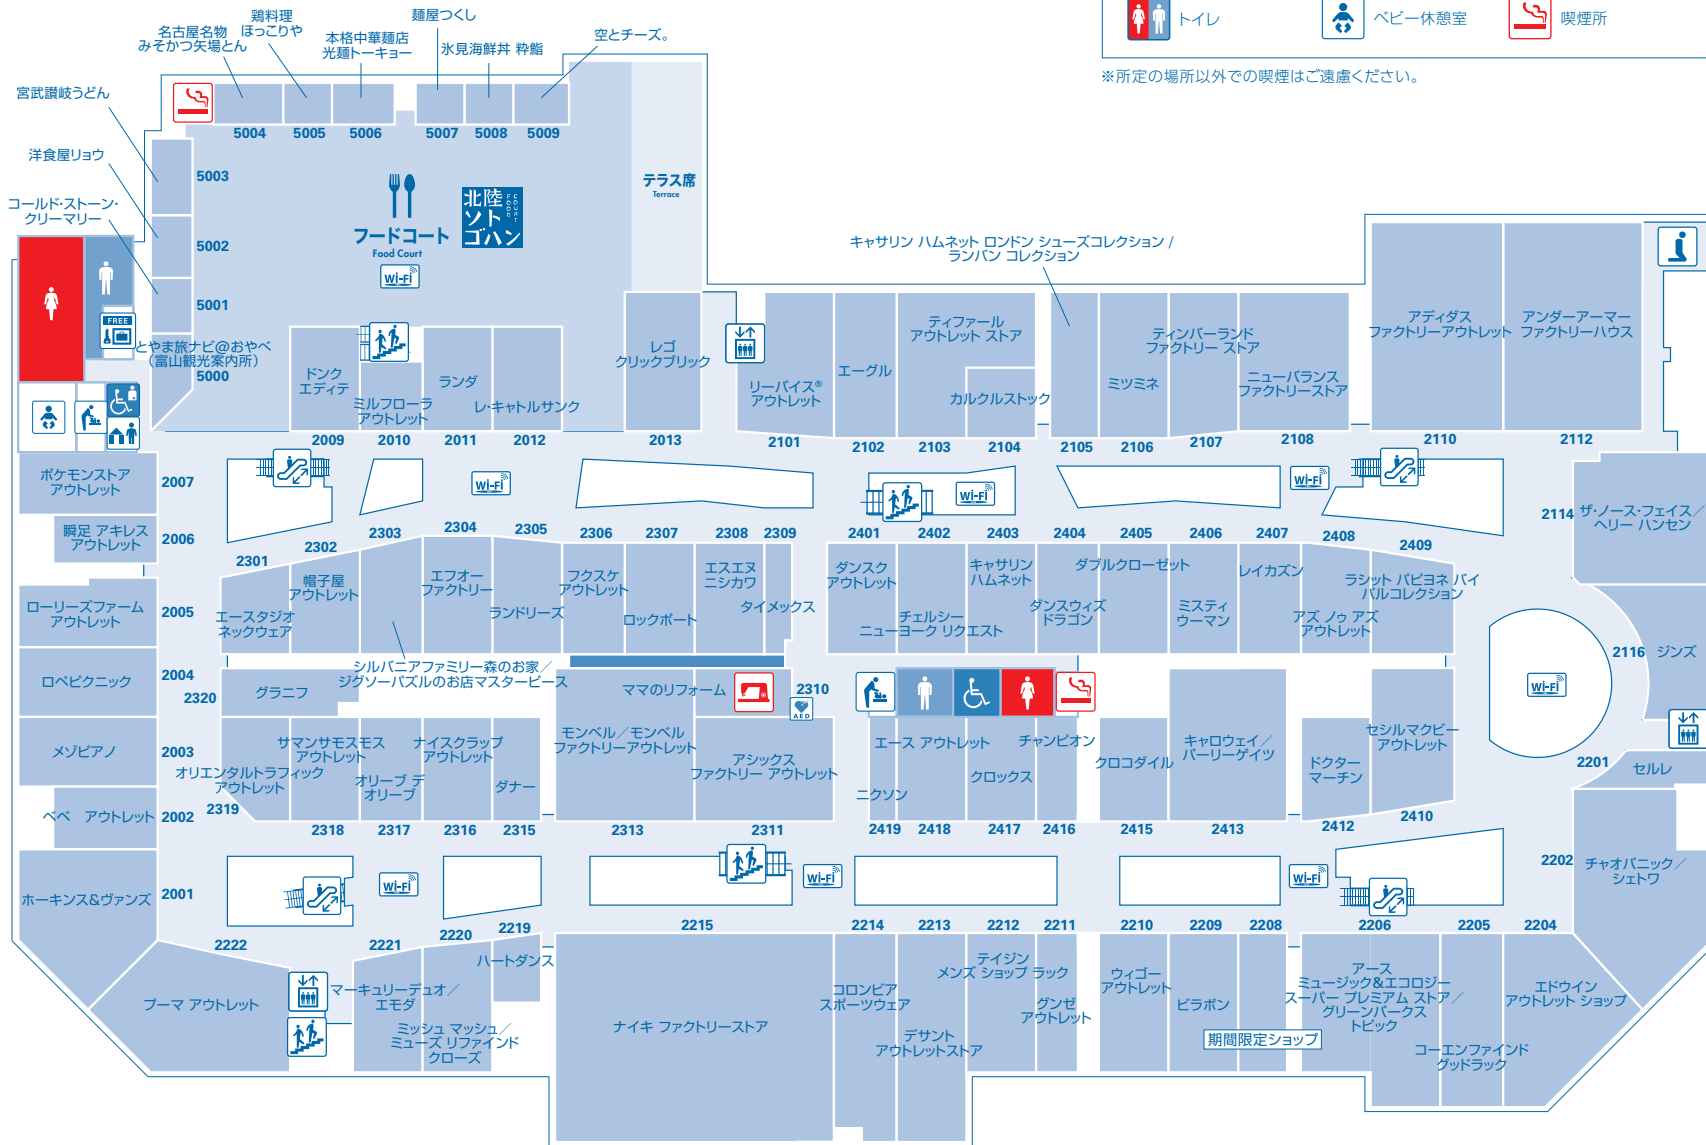 トイレ
ベビー休憩室
喫煙所
※所定の場所以外での喫煙はご遠慮ください。
名古屋名物
みそかつ矢場とん
鶏料理
ほっこりや
本格中華麺店
光麺トーキョー
麺屋つくし
氷見海鮮丼 粋鮨
空とチーズ。
宮武讃岐うどん
洋食屋リョウ
コールド・ストーン・
クリーマリー
5004
5005
5006
5007
5008
5009
5003
5002
5001
とやま旅ナビ@おやべ
（富山観光案内所）
5000
FREE
フードコート
Food Court
北陸
ソト
ゴハン
FOOD
COURT
Wi-Fi
テラス席
Terrace
ドンク
エディテ
2009
ミルフローラ
アウトレット
2010
ランダ
2011
レ・キャトルサンク
2012
レゴ
クリックブリック
2013
リーバイス®
アウトレット
2101
エーグル
2102
ティファール
アウトレット ストア
2103
カルクルストック
2104
キャサリン ハムネット ロンドン シューズコレクション /
ランバン コレクション
2105
ミツミネ
2106
ティンバーランド
ファクトリー ストア
2107
ニューバランス
ファクトリーストア
2108
アディダス
ファクトリーアウトレット
2110
アンダーアーマー
ファクトリーハウス
2112
ポケモンストア
アウトレット
2007
瞬足 アキレス
アウトレット
2006
ローリーズファーム
アウトレット
2005
ロペピクニック
2004
メゾピアノ
2003
べべ アウトレット
2002
ホーキンス&ヴァンズ
2001
Wi-Fi
Wi-Fi
Wi-Fi
2114
ザ・ノース・フェイス／
ヘリー ハンセン
2116
ジンズ
Wi-Fi
2201
セルレ
2202
チャオパニック／
シェトワ
2301
エースタジオ
ネックウェア
2302
帽子屋
アウトレット
2303
シルバニアファミリー森のお家／
ジグソーパズルのお店マスターピース
2304
エフオー
ファクトリー
2305
ランドリーズ
2306
フクスケ
アウトレット
2307
ロックポート
2308
エスエヌ
ニシカワ
2309
タイメックス
2401
ダンスク
アウトレット
2402
チェルシー
ニューヨーク リクエスト
2403
キャサリン
ハムネット
2404
ダンスウィズ
ドラゴン
2405
ダブルクローゼット
2406
ミスティ
ウーマン
2407
レイカズン
2408
アズ ノゥ アズ
アウトレット
2409
ラシット パピヨネ バイ
バルコレクション
2320
グラニフ
ママのリフォーム
2310
AED
オリエンタルトラフィック
アウトレット
2319
サマンサモスモス
アウトレット
2318
オリーブ デ
オリーブ
2317
ナイスクラップ
アウトレット
2316
ダナー
2315
モンベル／モンベル
ファクトリーアウトレット
2313
アシックス
ファクトリー アウトレット
2311
ニクソン
2419
エース アウトレット
2418
クロックス
2417
チャンピオン
2416
クロコダイル
2415
キャロウェイ／
パーリーゲイツ
2413
ドクター
マーチン
2412
セシルマクビー
アウトレット
2410
Wi-Fi
Wi-Fi
Wi-Fi
2222
プーマ アウトレット
2221
マーキュリーデュオ／
エモダ
2220
ミッシュ マッシュ／
ミューズ リファインド
クローズ
2219
ハートダンス
2215
ナイキ ファクトリーストア
2214
コロンビア
スポーツウェア
2213
デサント
アウトレットストア
2212
テイジン
メンズ ショップ ラック
2211
グンゼ
アウトレット
2210
ウィゴー
アウトレット
2209
ビラボン
2208
期間限定ショップ
2206
アース
ミュージック&エコロジー
スーパー プレミアム ストア／
グリーンパークス
トピック
2205
コーエンファインド
グッドラック
2204
エドウイン
アウトレット ショップ